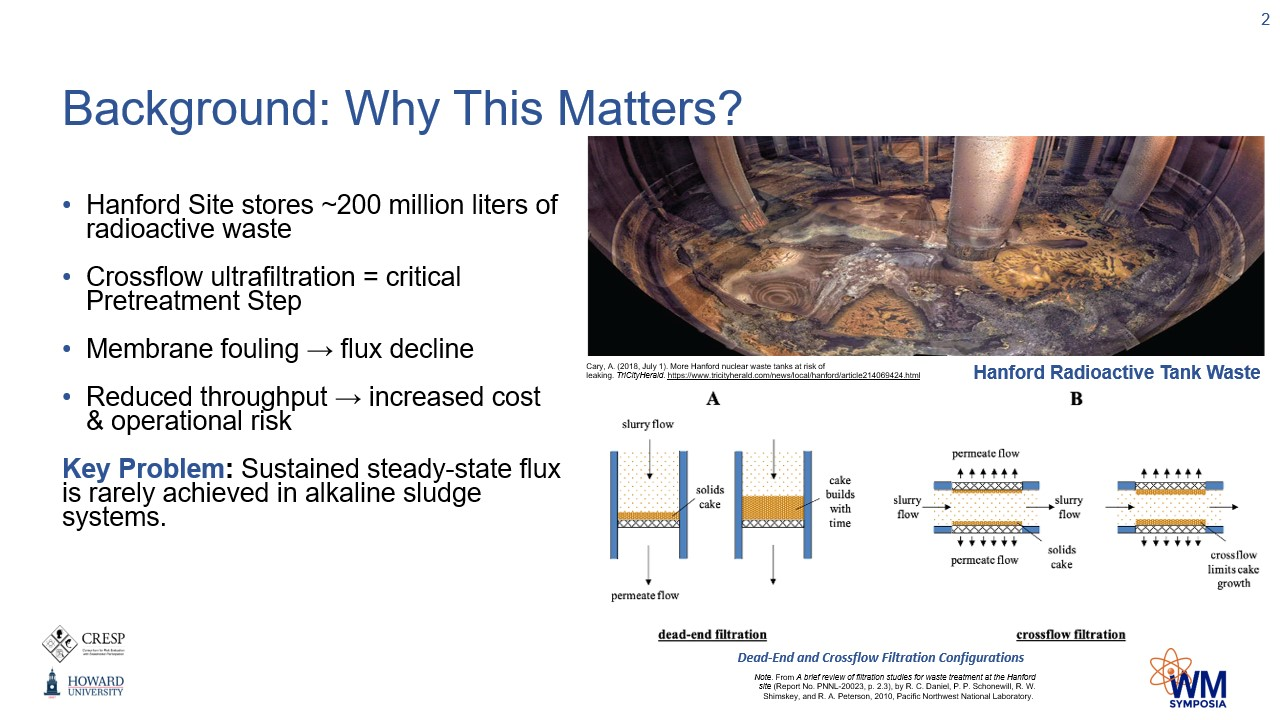 2
Background: Why This Matters?
• Hanford Site stores ~200 million liters of
radioactive waste
• Crossflow ultrafiltration = critical
Pretreatment Step
• Membrane fouling → flux decline
• Reduced throughput → increased cost
& operational risk
Key Problem: Sustained steady-state flux
is rarely achieved in alkaline sludge
systems.
Cary, A. (2018, July 1). More Hanford nuclear waste tanks at risk of
leaking. TriCityHerald. https://www.tricityherald.com/news/local/hanford/article214069424.html
Hanford Radioactive Tank Waste
A
slurry flow
solids
cake
cake
builds
with
time
permeate flow
dead-end filtration
B
permeate flow
slurry
flow
slurry
flow
permeate flow
solids
cake
crossflow
limits cake
growth
crossflow filtration
Dead-End and Crossflow Filtration Configurations
Note. From A brief review of filtration studies for waste treatment at the Hanford
site (Report No. PNNL-20023, p. 2.3), by R. C. Daniel, P. P. Schonewill, R. W.
Shimskey, and R. A. Peterson, 2010, Pacific Northwest National Laboratory.
CRESP
HOWARD
UNIVERSITY
WM
SYMPOSIA